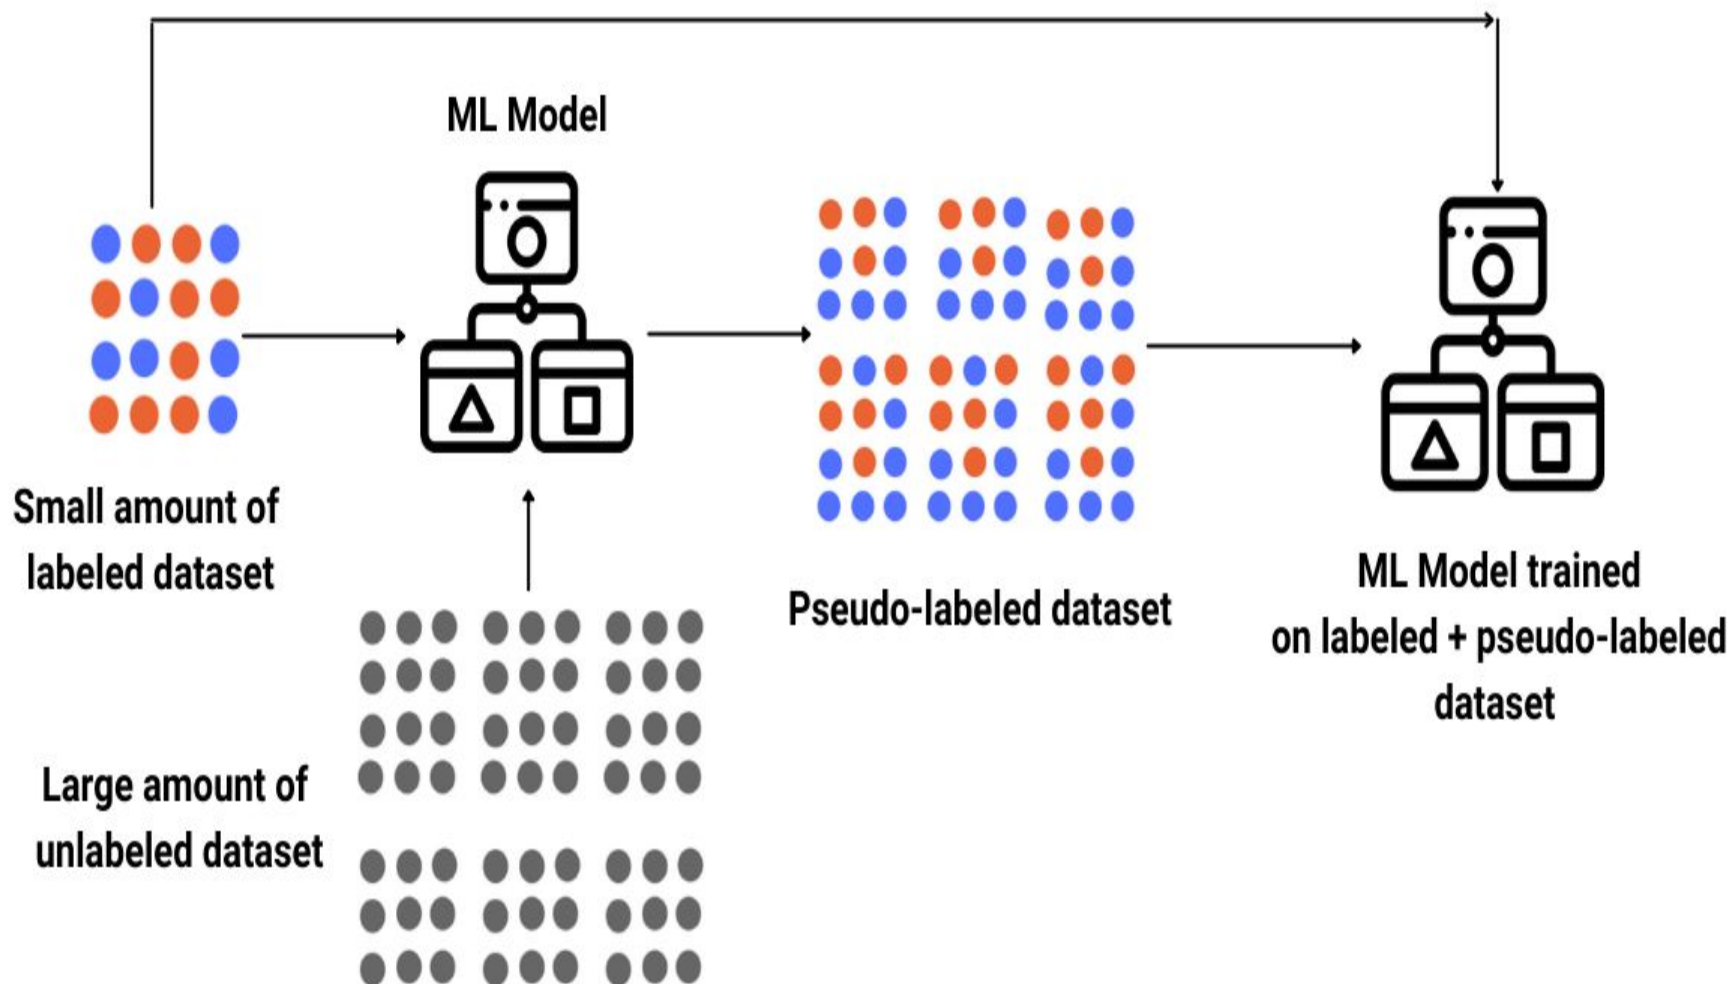 ML Model
Small amount of
labeled dataset
Large amount of
unlabeled dataset
Pseudo-labeled dataset
ML Model trained
on labeled + pseudo-labeled
dataset